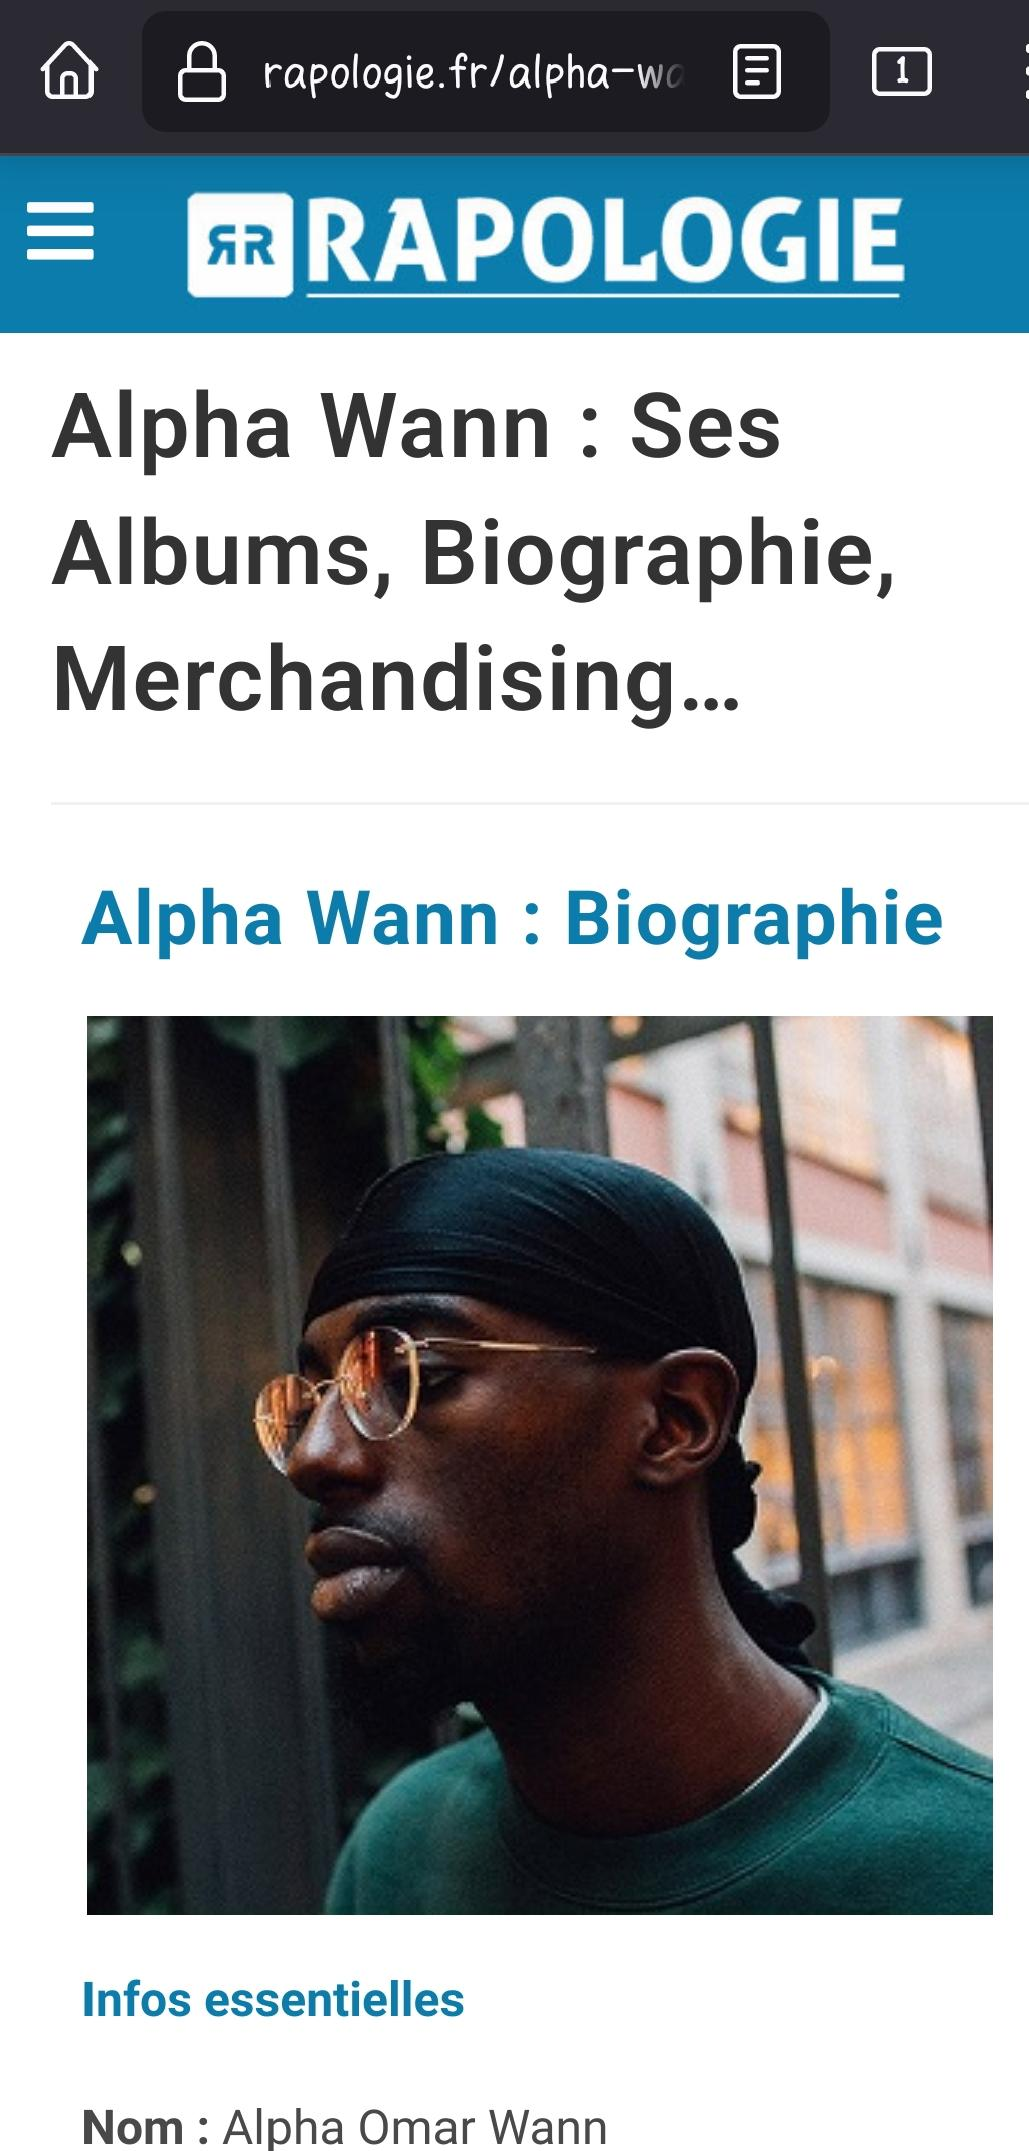 rapologie.fr/alpha-wa
1
RR RAPOLOGIE
Alpha Wann : Ses
Albums, Biographie,
Merchandising...
Alpha Wann : Biographie
Infos essentielles
Nom : Alpha Omar Wann